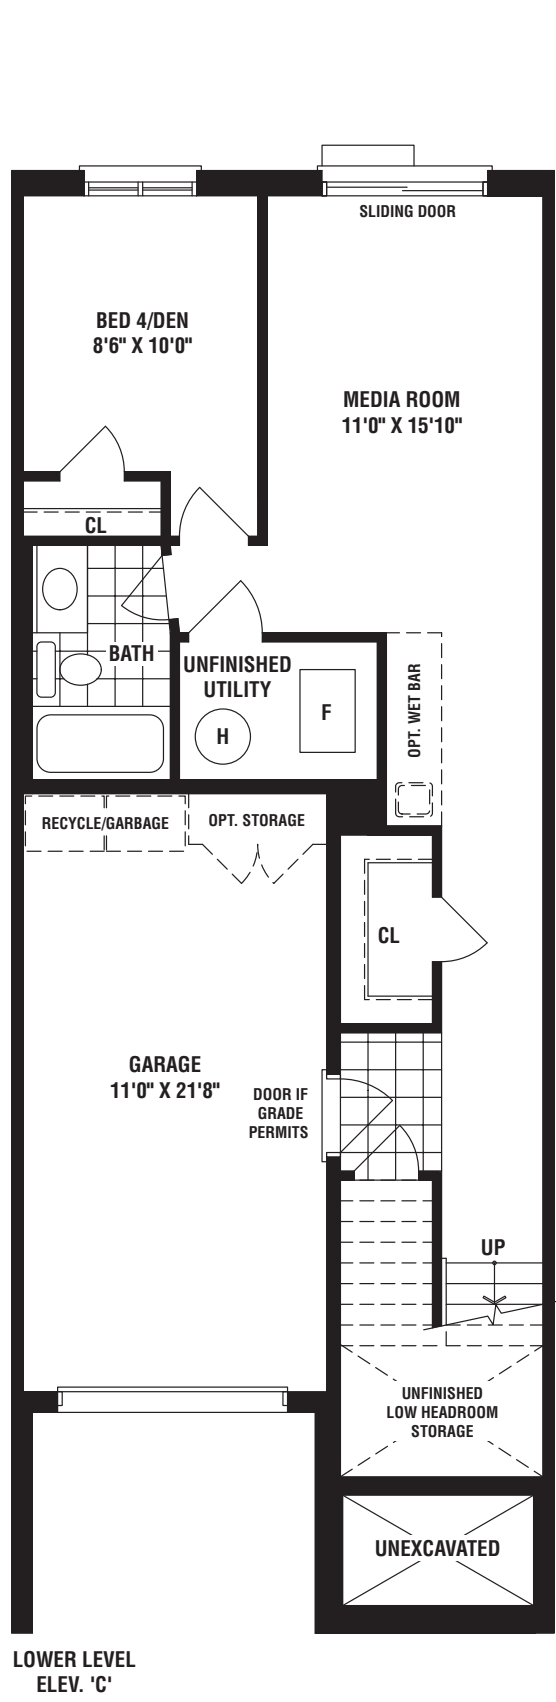 SLIDING DOOR
BED 4/DEN
8'6" X 10'0"
MEDIA ROOM
11'0" X 15'10"
CL
BATH
UNFINISHED
UTILITY
H
F
OPT. WET BAR
RECYCLE/GARBAGE
OPT. STORAGE
CL
GARAGE
11'0" X 21'8"
DOOR IF
GRADE
PERMITS
UP
UNFINISHED
LOW HEADROOM
STORAGE
UNEXCAVATED
LOWER LEVEL
ELEV. 'C'